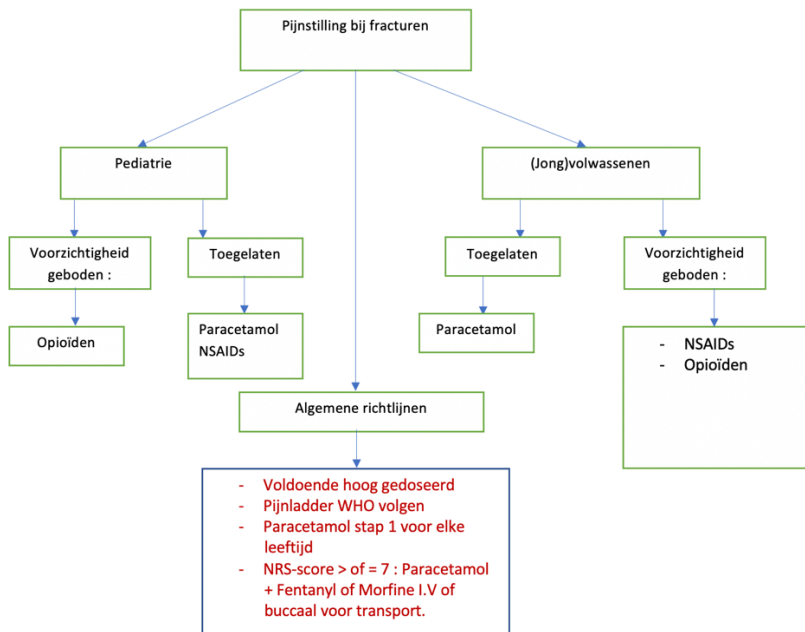 Pijnstilling bij fracturen
Pediatrie
(Jong)volwassenen
Voorzichtigheid
geboden :
Toegelaten
Toegelaten
Voorzichtigheid
geboden :
Opioïden
Paracetamol
NSAIDs
Paracetamol
- NSAIDs
- Opioïden
Algemene richtlijnen
- Voldoende hoog gedoseerd
- Pijnladder WHO volgen
- Paracetamol stap 1 voor elke
leeftijd
- NRS-score > of = 7 : Paracetamol
+ Fentanyl of Morfine I.V of
buccaal voor transport.